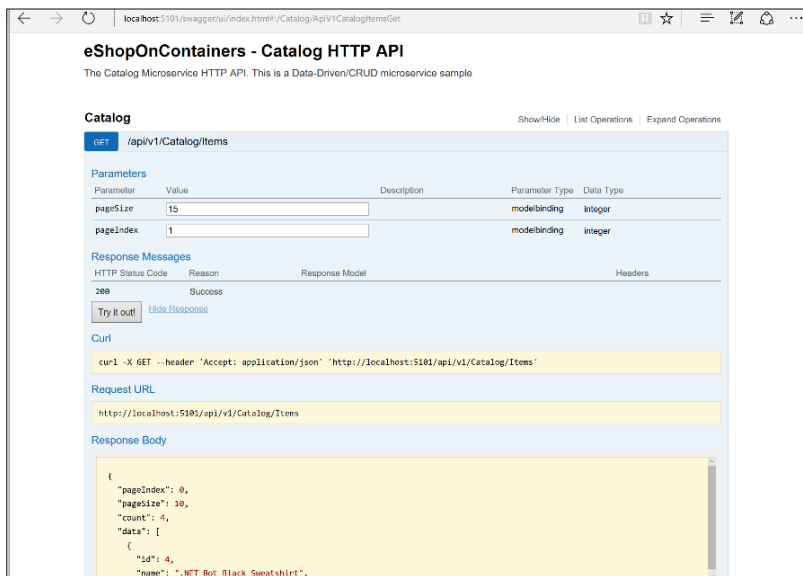 localhost:5101/swagger/ui/index.html#!/Catalog/ApiV1CatalogItemsGet
eShopOnContainers - Catalog HTTP API
The Catalog Microservice HTTP API. This is a Data-Driven/CRUD microservice sample
Catalog Show/Hide List Operations Expand Operations
GET /api/v1/Catalog/Items
Parameters
Parameter Value Description Parameter Type Data Type
pageSize 15 modelbinding integer
pageIndex 1 modelbinding integer
Response Messages
HTTP Status Code Reason Response Model Headers
200 Success
Try it out! Hide Response
Curl
curl -X GET --header 'Accept: application/json' 'http://localhost:5101/api/v1/Catalog/Items'
Request URL
http://localhost:5101/api/v1/Catalog/Items
Response Body
{
"pageIndex": 0,
"pageSize": 10,
"count": 4,
"data": [
{
"id": 4,
"name": ".NET Bot Black Sweatshirt",